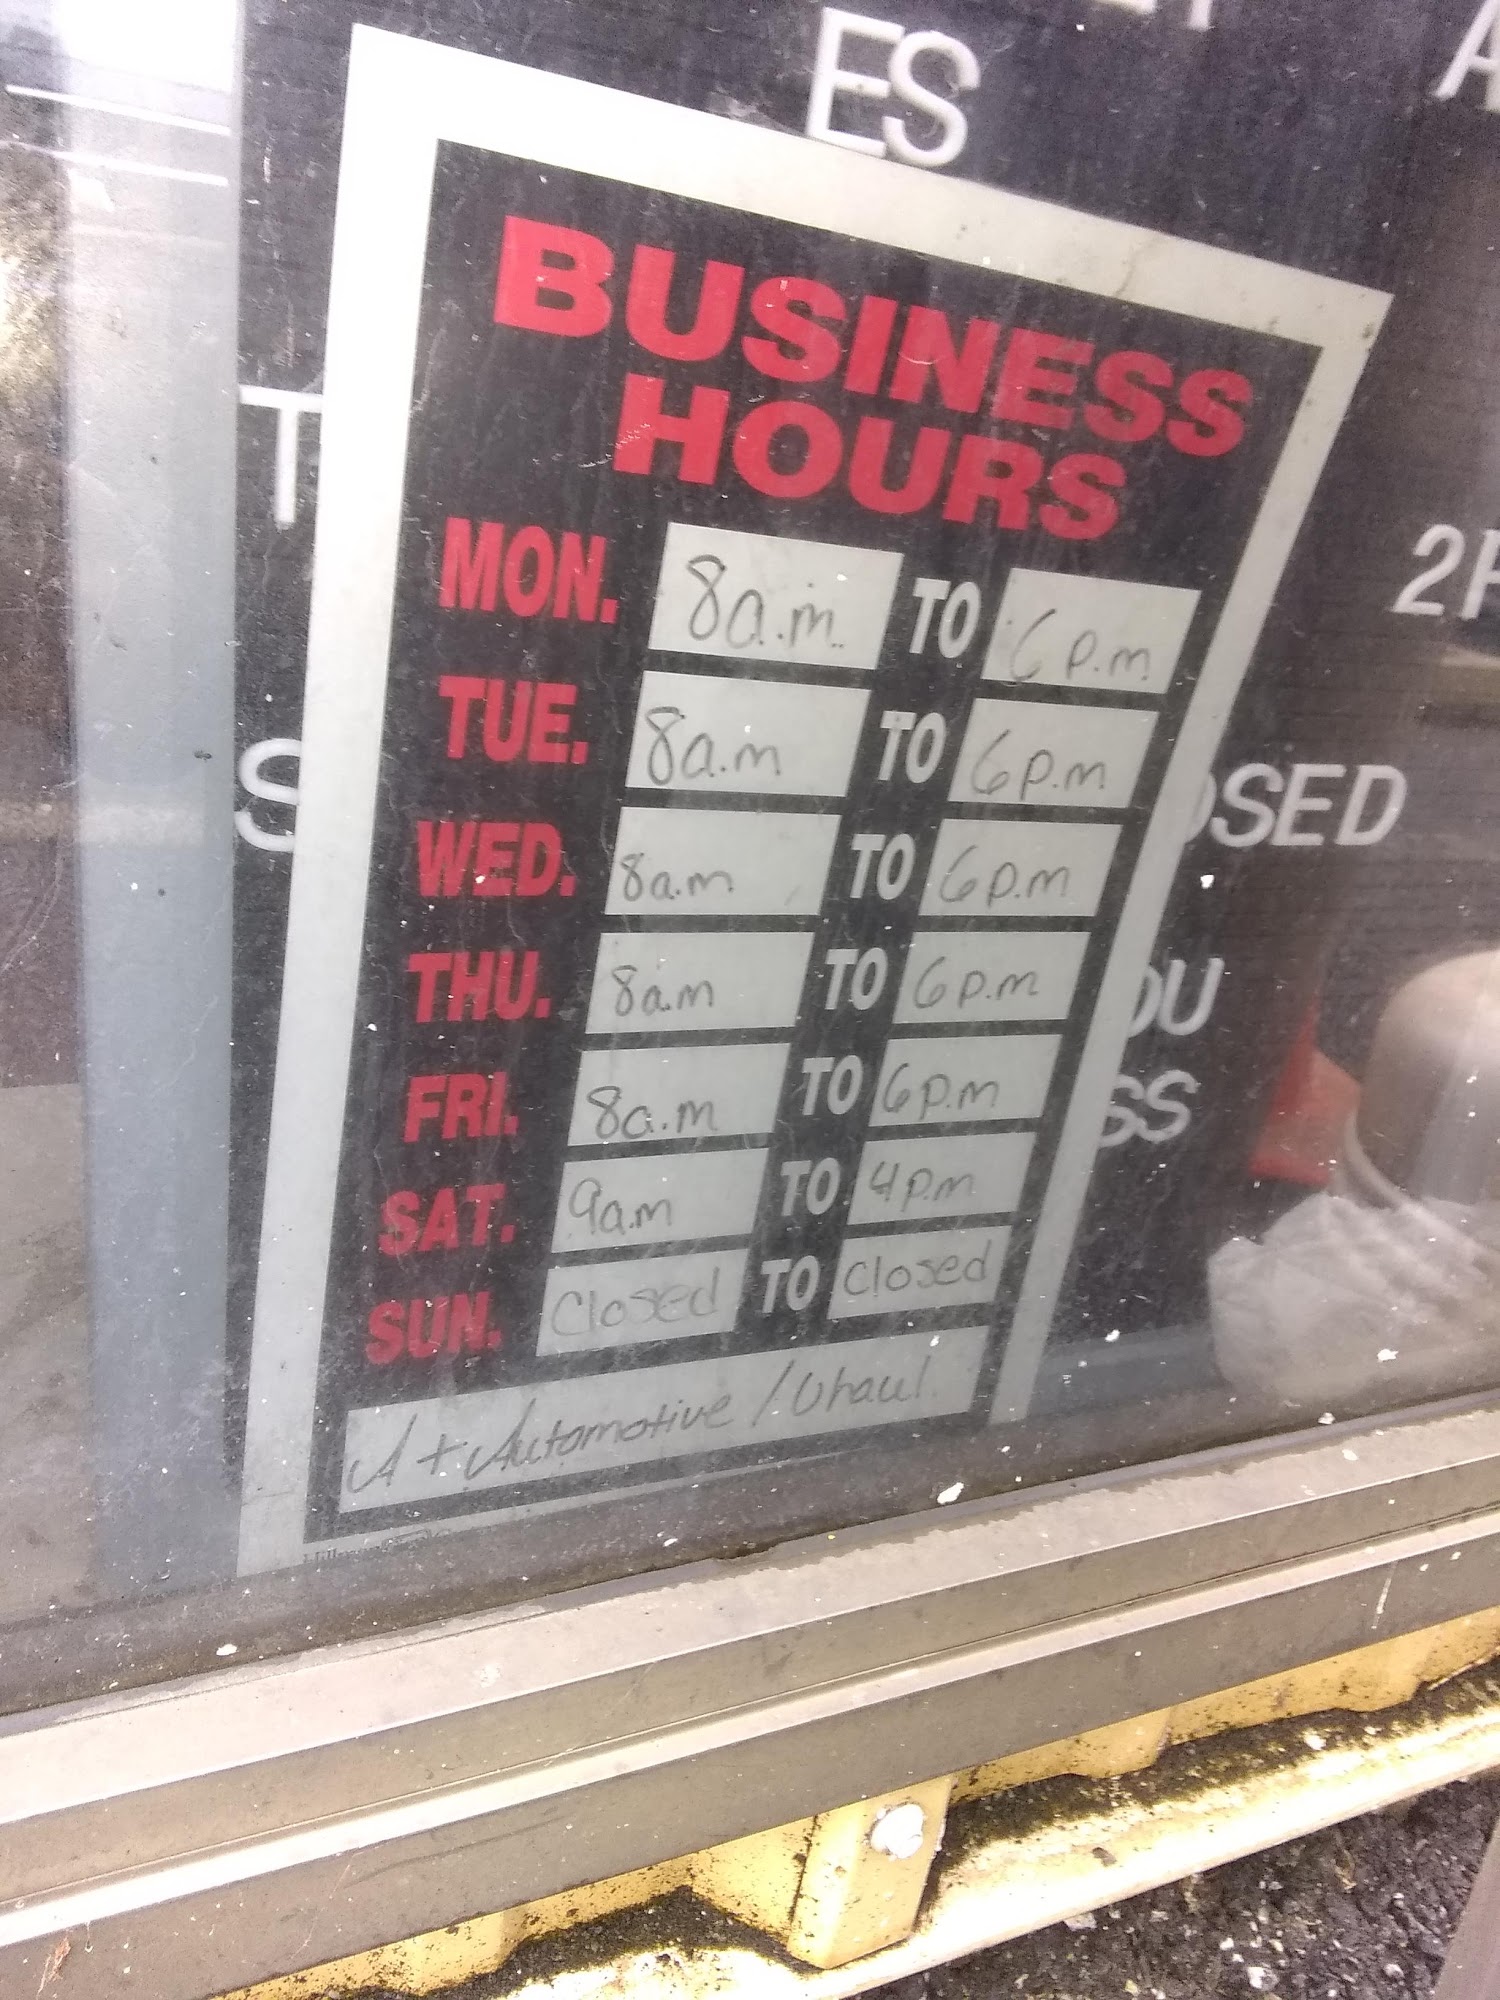 ES
BUSINESS
HOURS
MON. 8a.m. TO 6p.m.
TUE. 8a.m TO 6p.m.
WED. 8a.m TO 6p.m
THU. 8a.m TO 6p.m
FRI. 8a.m TO 6p.m
SAT. 9a.m TO 4p.m
SUN. Closed TO Closed
A+ Automotive / Uhaul
OSED
OU
SS